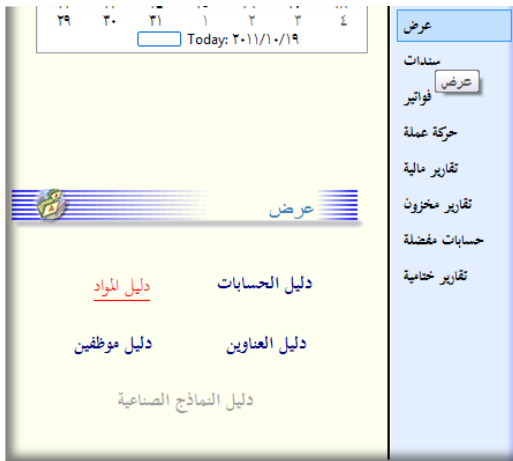 ٢٩ ٣٠ ٣١ ١ ٢ ٣ ٤
Today: ٢٠١١/١٠/١٩
عرض
سندات
عرض
فواتير
حركة عملة
تقارير مالية
تقارير مخزون
حسابات مفضلة
تقارير ختامية
عرض
دليل الحسابات دليل المواد
دليل العناوين دليل موظفين
دليل النماذج الصناعية